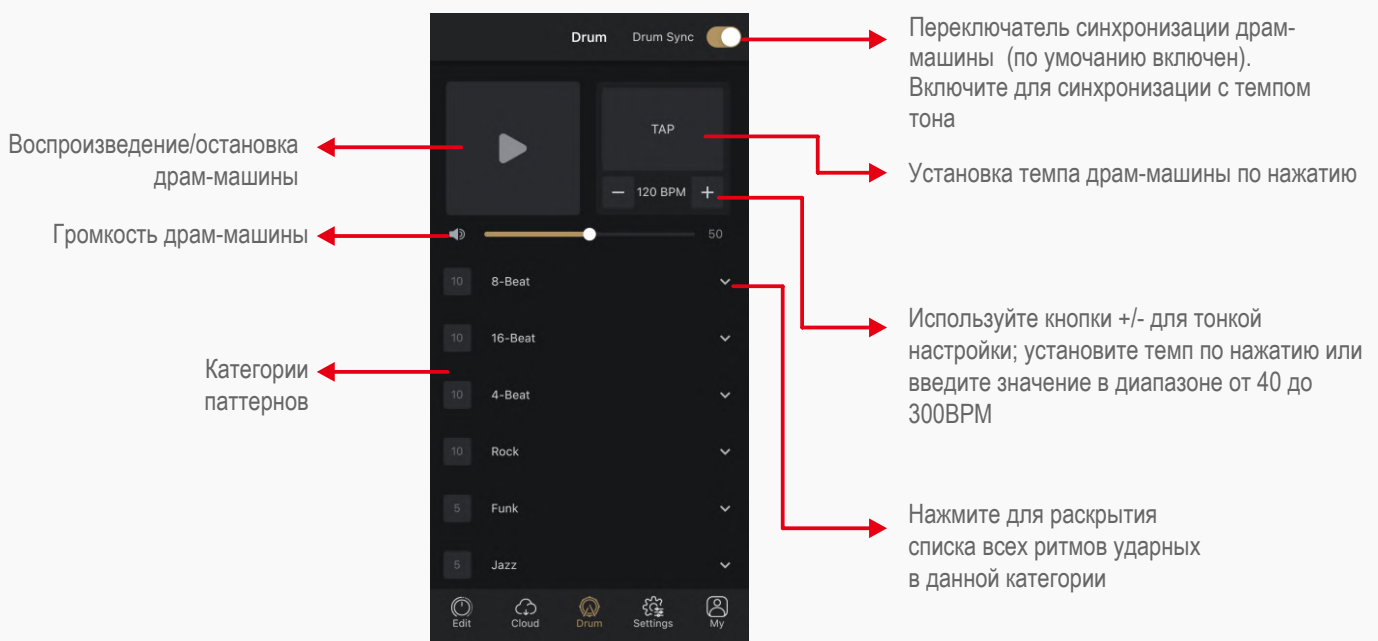 Drum
Drum Sync
TAP
120 BPM
50
10 8-Beat
10 16-Beat
10 4-Beat
10 Rock
5 Funk
5 Jazz
Edit
Cloud
Drum
Settings
My
Воспроизведение/остановка
драм-машины
Громкость драм-машины
Категории
паттернов
Переключатель синхронизации драм-
машины (по умочанию включен).
Включите для синхронизации с темпом
тона
Установка темпа драм-машины по нажатию
Используйте кнопки +/- для тонкой
настройки; установите темп по нажатию или
введите значение в диапазоне от 40 до
300BPM
Нажмите для раскрытия
списка всех ритмов ударных
в данной категории